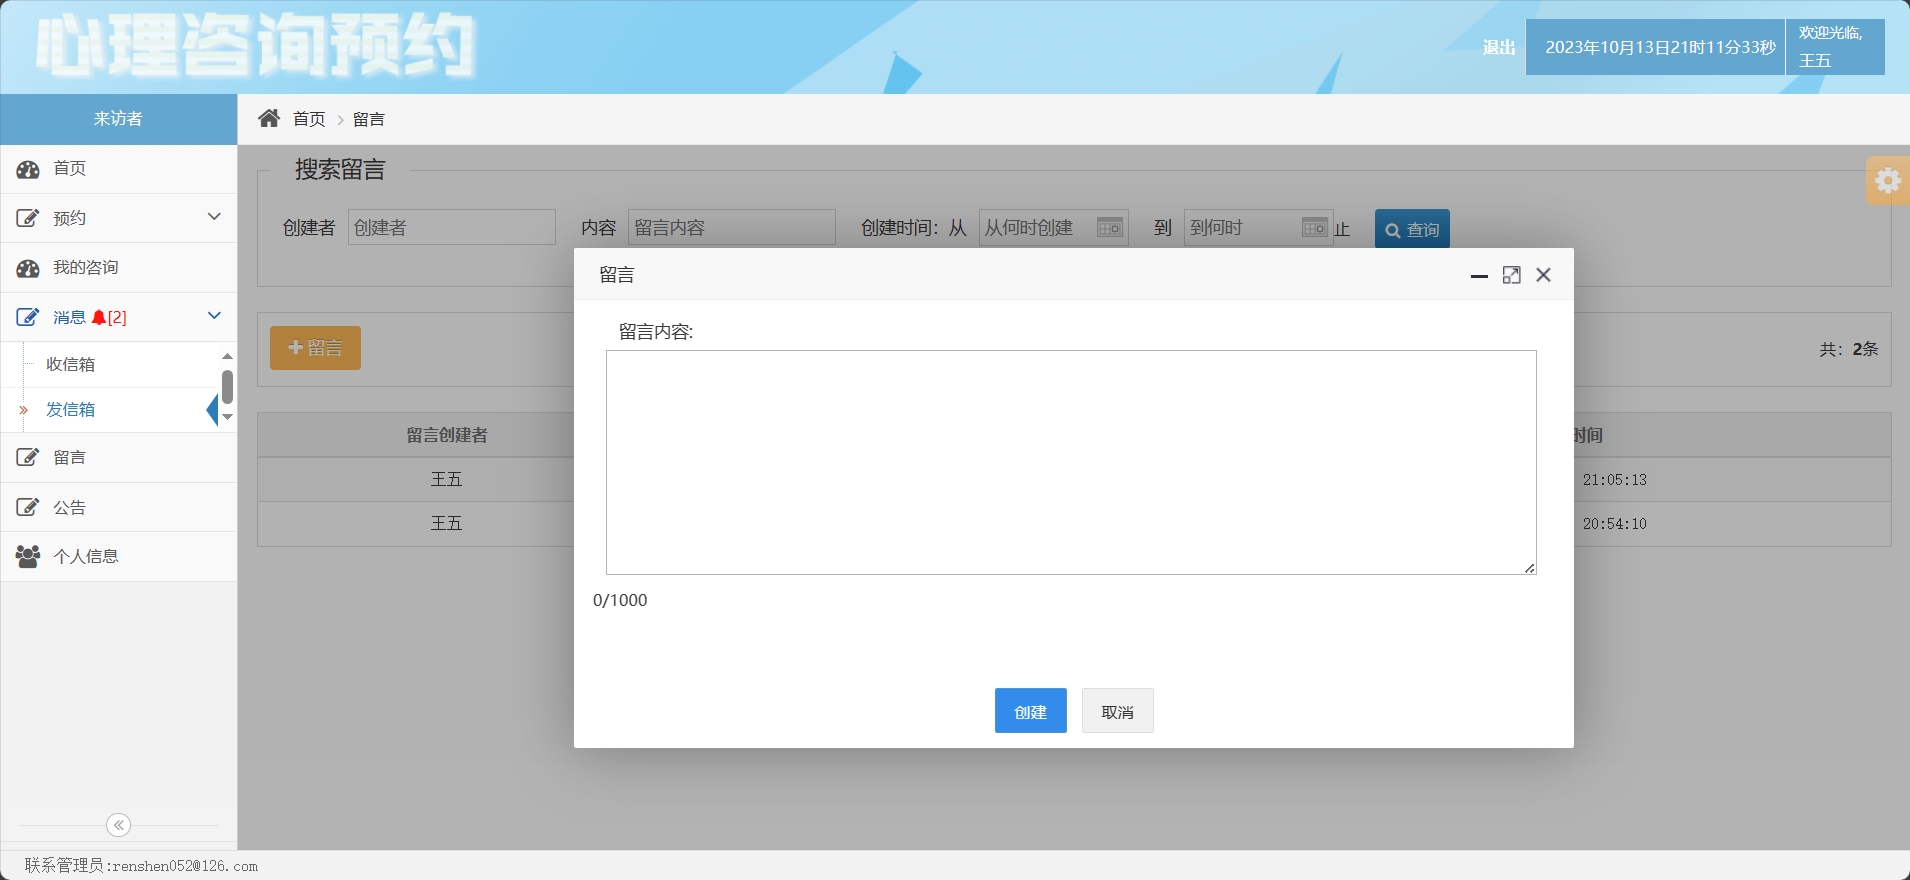 心理咨询预约
退出
2023年10月13日21时11分33秒
欢迎光临,
王五
来访者
首页
预约
我的咨询
消息 [2]
收信箱
发信箱
留言
公告
个人信息
首页 > 留言
搜索留言
创建者 创建者 内容 留言内容 创建时间: 从 从何时创建 到 到何时 止 查询
留言
共: 2条
留言创建者 时间
王五 21:05:13
王五 20:54:10
留言
留言内容:
0/1000
创建 取消
联系管理员:renshen052@126.com